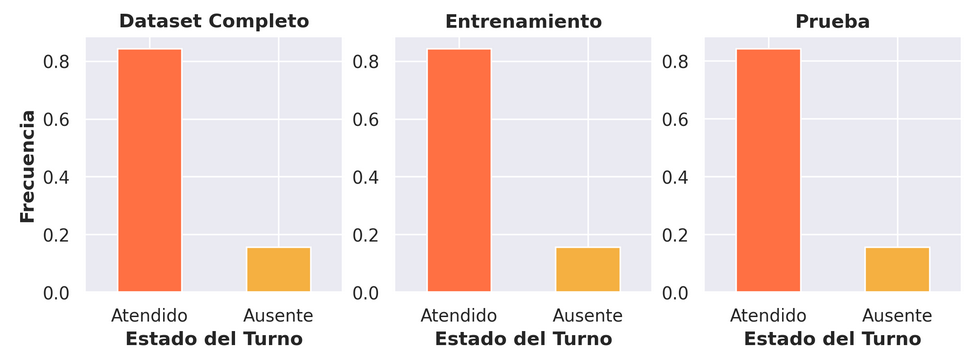 Dataset Completo
Entrenamiento
Prueba
Frecuencia
0.8
0.6
0.4
0.2
0.0
Atendido
Ausente
Estado del Turno
0.8
0.6
0.4
0.2
0.0
Atendido
Ausente
Estado del Turno
0.8
0.6
0.4
0.2
0.0
Atendido
Ausente
Estado del Turno